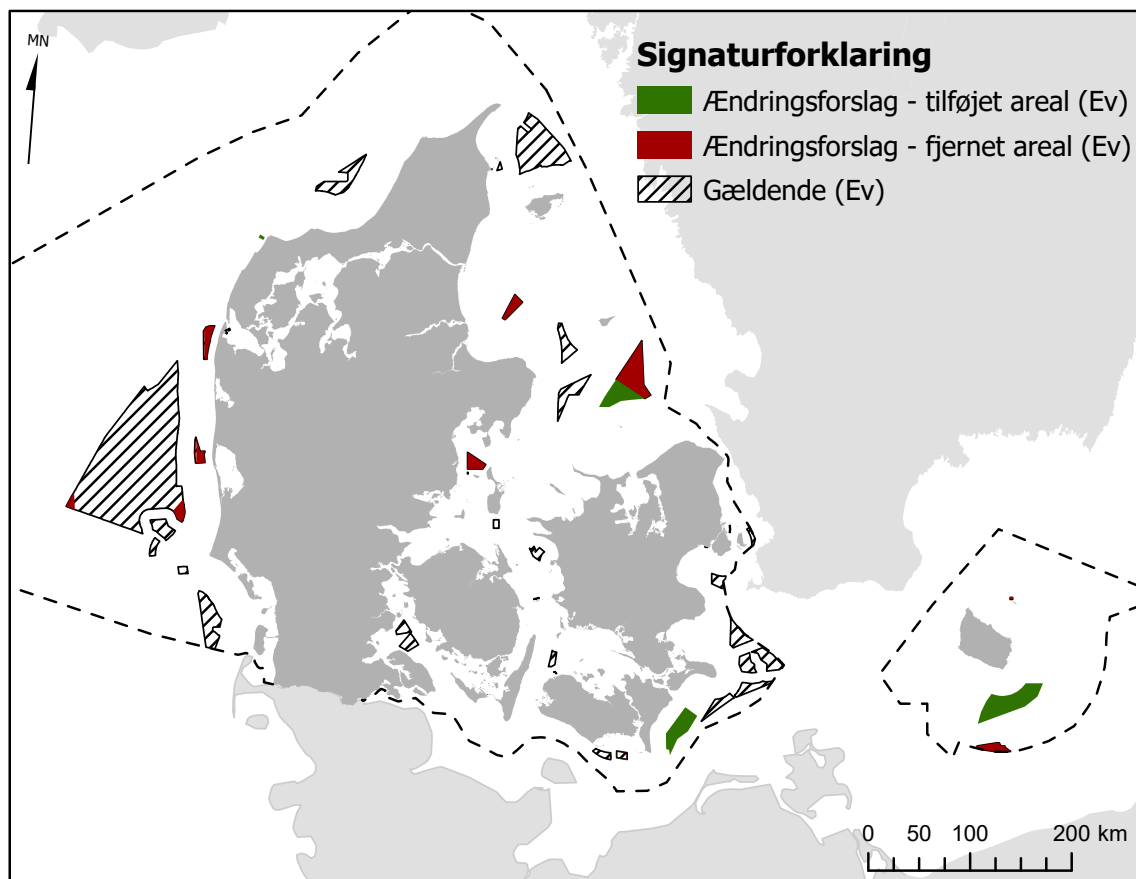 MN
Signaturforklaring
Ændringsforslag - tilføjet areal (Ev)
Ændringsforslag - fjernet areal (Ev)
Gældende (Ev)
0 50 100 200 km